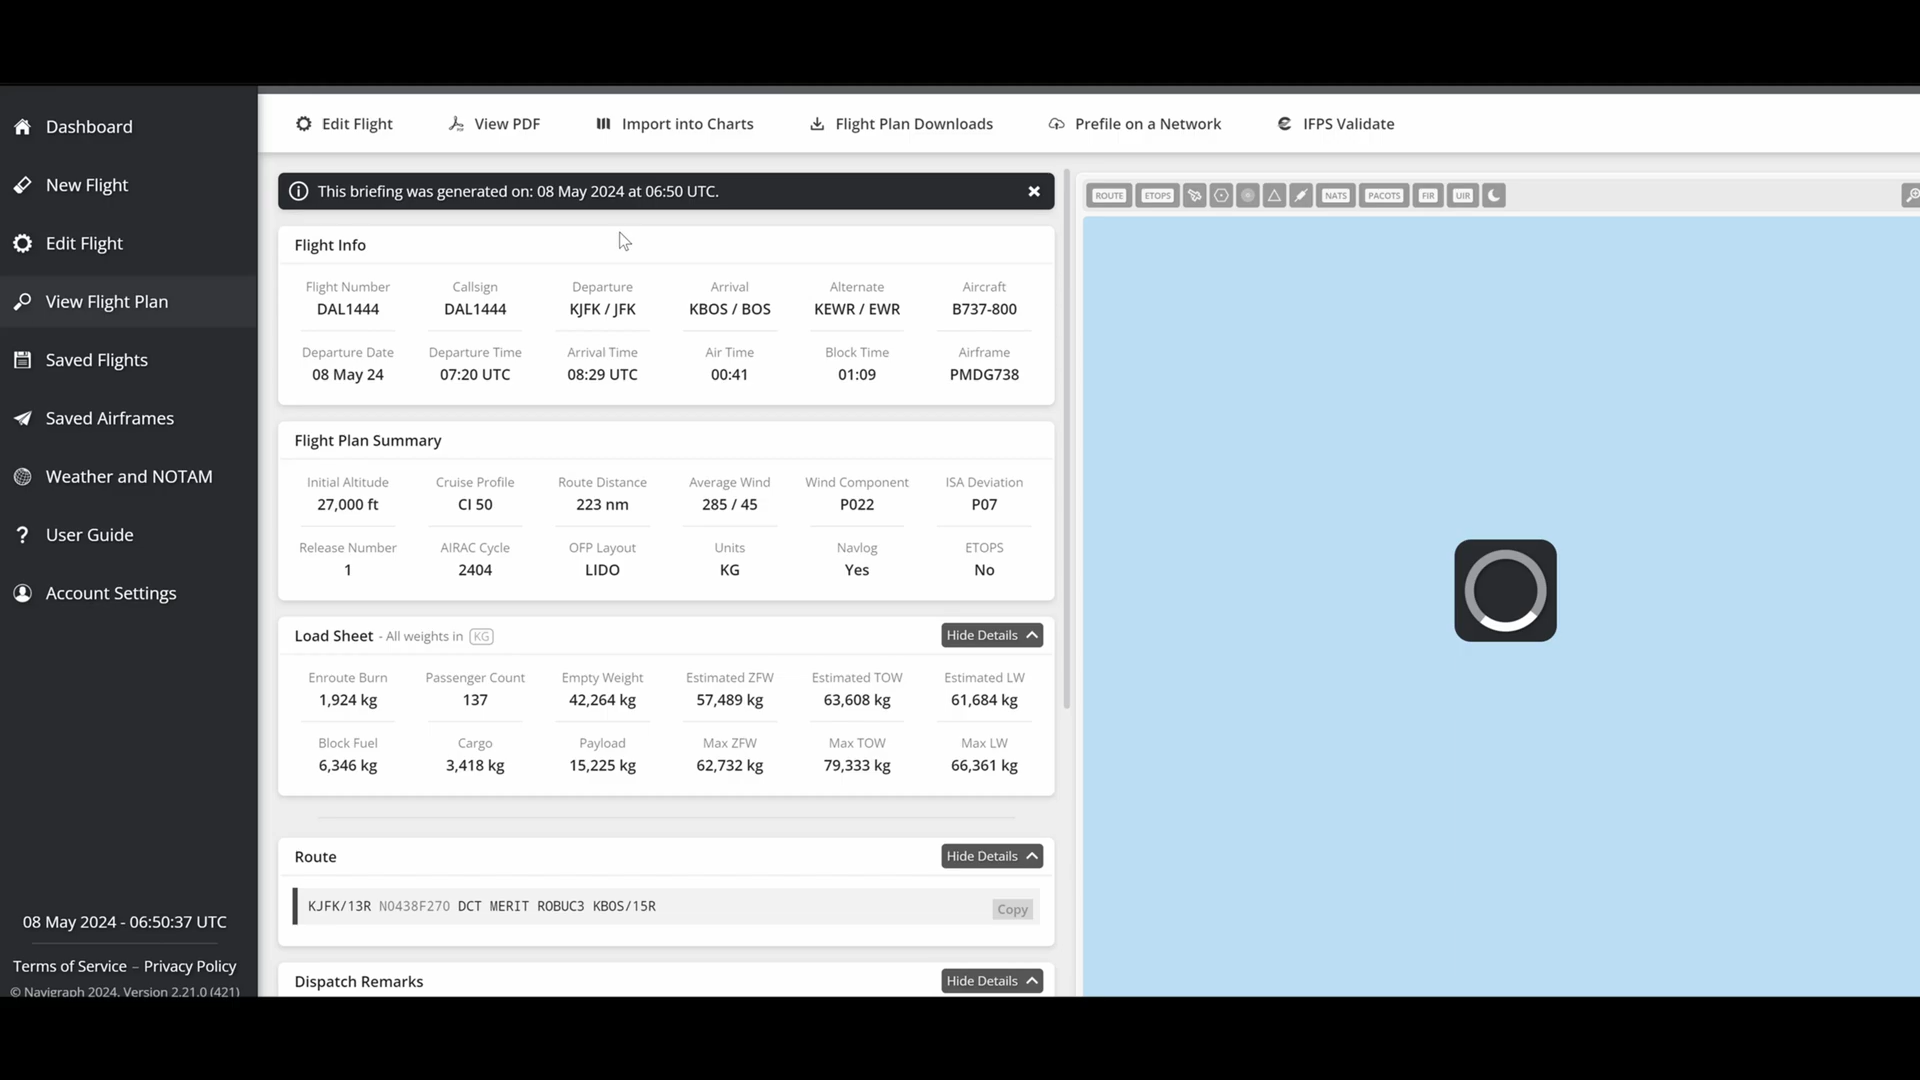 Dashboard
New Flight
Edit Flight
View Flight Plan
Saved Flights
Saved Airframes
Weather and NOTAM
User Guide
Account Settings
08 May 2024 - 06:50:37 UTC
Terms of Service – Privacy Policy
© Navigraph 2024, Version 2.21.0 (421)
Edit Flight View PDF Import into Charts Flight Plan Downloads Prefile on a Network IFPS Validate
This briefing was generated on: 08 May 2024 at 06:50 UTC.
Flight Info
Flight Number Callsign Departure Arrival Alternate Aircraft
DAL1444 DAL1444 KJFK / JFK KBOS / BOS KEWR / EWR B737-800
Departure Date Departure Time Arrival Time Air Time Block Time Airframe
08 May 24 07:20 UTC 08:29 UTC 00:41 01:09 PMDG738
Flight Plan Summary
Initial Altitude Cruise Profile Route Distance Average Wind Wind Component ISA Deviation
27,000 ft CI 50 223 nm 285 / 45 P022 P07
Release Number AIRAC Cycle OFP Layout Units Navlog ETOPS
1 2404 LIDO KG Yes No
Load Sheet - All weights in KG Hide Details
Enroute Burn Passenger Count Empty Weight Estimated ZFW Estimated TOW Estimated LW
1,924 kg 137 42,264 kg 57,489 kg 63,608 kg 61,684 kg
Block Fuel Cargo Payload Max ZFW Max TOW Max LW
6,346 kg 3,418 kg 15,225 kg 62,732 kg 79,333 kg 66,361 kg
Route Hide Details
KJFK/13R N0438F270 DCT MERIT ROBUC3 KBOS/15R Copy
Dispatch Remarks Hide Details
ROUTE ETOPS NATS PACOTS FIR UIR